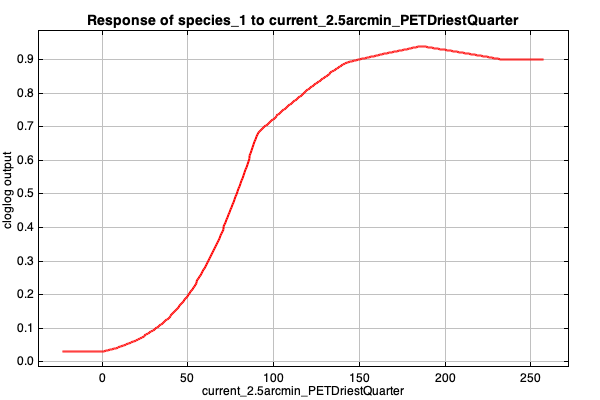 Response of species_1 to current_2.5arcmin_PETDriestQuarter
cloglog output
0.9
0.8
0.7
0.6
0.5
0.4
0.3
0.2
0.1
0.0
0 50 100 150 200 250
current_2.5arcmin_PETDriestQuarter